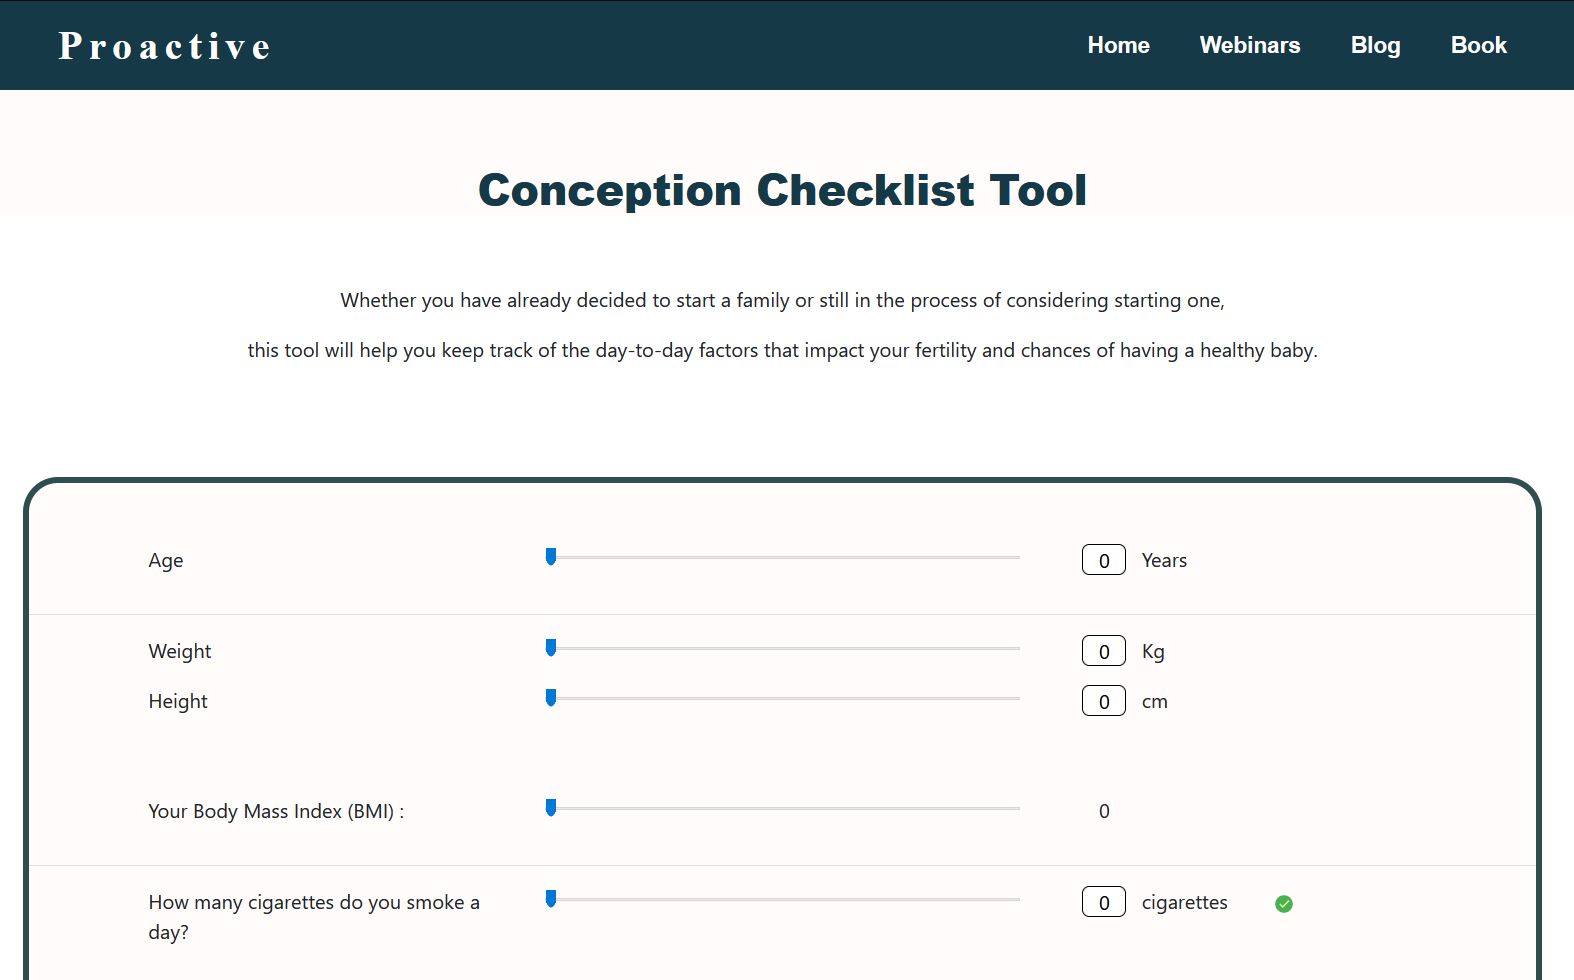 Proactive
Home Webinars Blog Book
Conception Checklist Tool
Whether you have already decided to start a family or still in the process of considering starting one,
this tool will help you keep track of the day-to-day factors that impact your fertility and chances of having a healthy baby.
Age 0 Years
Weight 0 Kg
Height 0 cm
Your Body Mass Index (BMI) : 0
How many cigarettes do you smoke a 0 cigarettes
day?